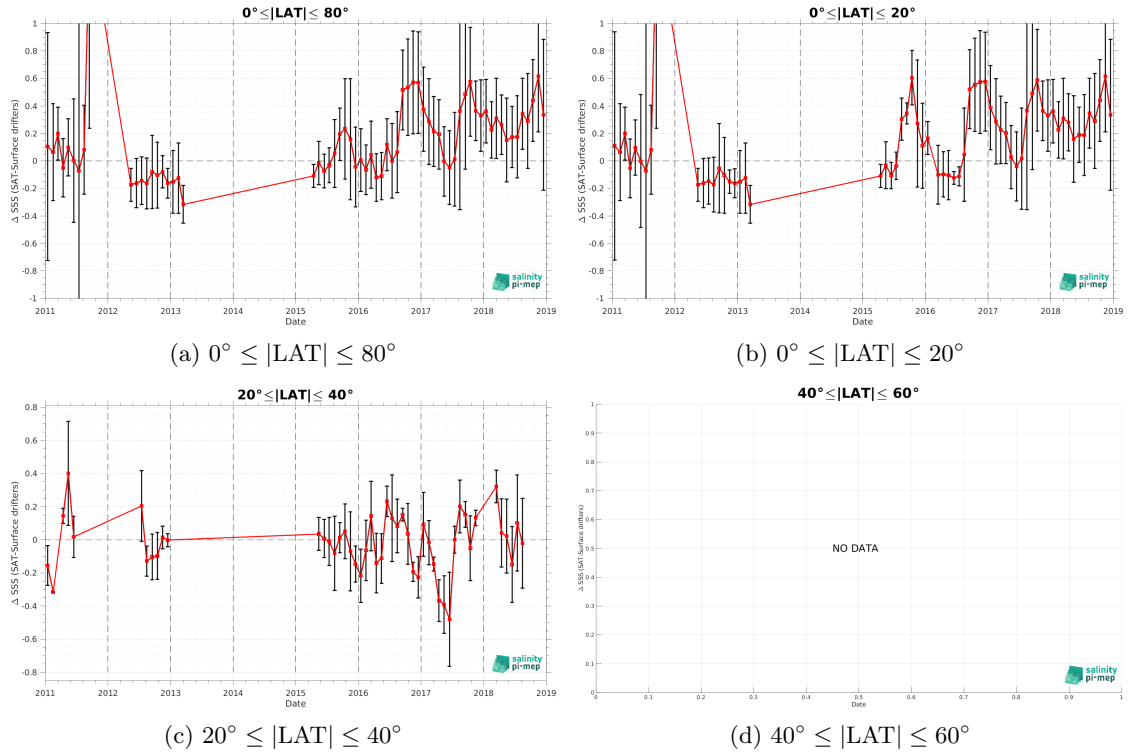 0°≤|LAT|≤ 80°
Δ SSS (SAT-Surface drifters)
1
0.8
0.6
0.4
0.2
0
-0.2
-0.4
-0.6
-0.8
-1
2011 2012 2013 2014 2015 2016 2017 2018 2019
Date
salinity
pi-mep
(a) 0° ≤ |LAT| ≤ 80°
0°≤|LAT|≤ 20°
Δ SSS (SAT-Surface drifters)
1
0.8
0.6
0.4
0.2
0
-0.2
-0.4
-0.6
-0.8
-1
2011 2012 2013 2014 2015 2016 2017 2018 2019
Date
salinity
pi-mep
(b) 0° ≤ |LAT| ≤ 20°
20°≤|LAT|≤ 40°
Δ SSS (SAT-Surface drifters)
0.8
0.6
0.4
0.2
0
-0.2
-0.4
-0.6
-0.8
2011 2012 2013 2014 2015 2016 2017 2018 2019
Date
salinity
pi-mep
(c) 20° ≤ |LAT| ≤ 40°
40°≤|LAT|≤ 60°
Δ SSS (SAT-Surface drifters)
1
0.9
0.8
0.7
0.6
0.5
0.4
0.3
0.2
0.1
0
NO DATA
0 0.1 0.2 0.3 0.4 0.5 0.6 0.7 0.8 0.9 1
Date
salinity
pi-mep
(d) 40° ≤ |LAT| ≤ 60°